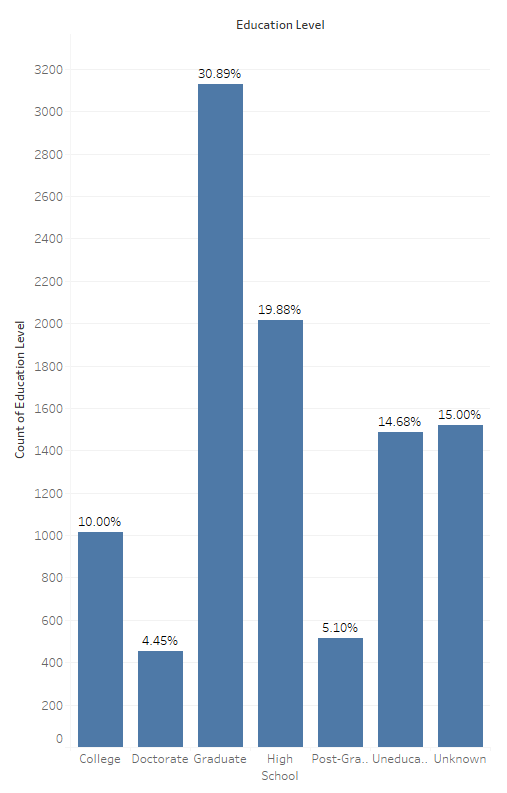 Education Level
Count of Education Level
3200
3000
2800
2600
2400
2200
2000
1800
1600
1400
1200
1000
800
600
400
200
0
10.00%
4.45%
30.89%
19.88%
5.10%
14.68%
15.00%
College
Doctorate
Graduate
High
School
Post-Gra..
Uneduca..
Unknown